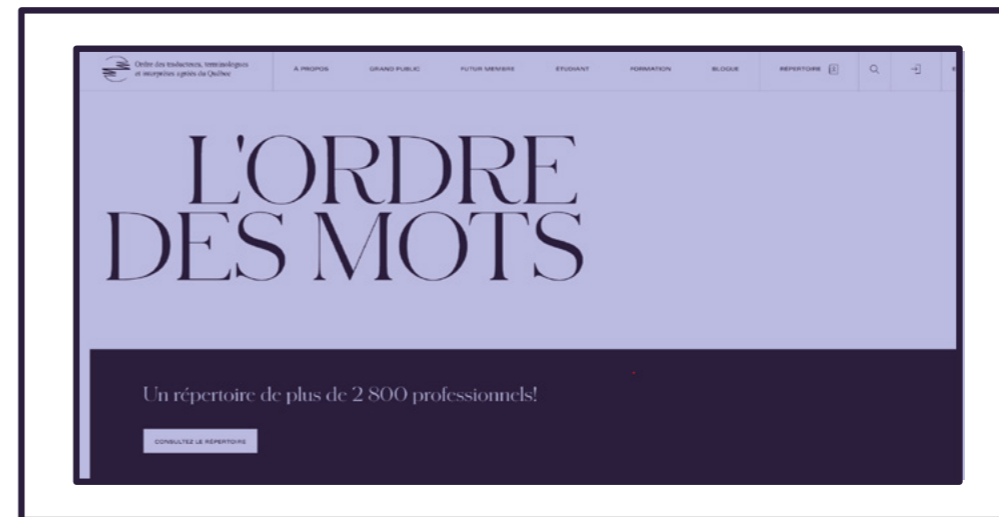 Ordre des traducteurs, terminologues
et interprètes agréés du Québec
À PROPOS GRAND PUBLIC FUTUR MEMBRE ÉTUDIANT FORMATION BLOGUE RÉPERTOIRE
L'ORDRE
DES MOTS
Un répertoire de plus de 2 800 professionnels!
CONSULTEZ LE RÉPERTOIRE